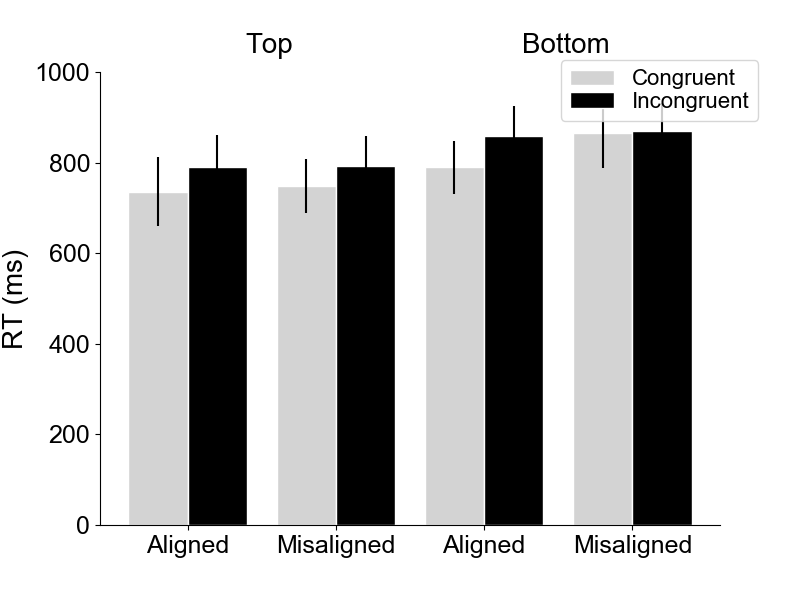 Top Bottom
Congruent
Incongruent
1000
800
600
400
200
0
RT (ms)
Aligned Misaligned Aligned Misaligned